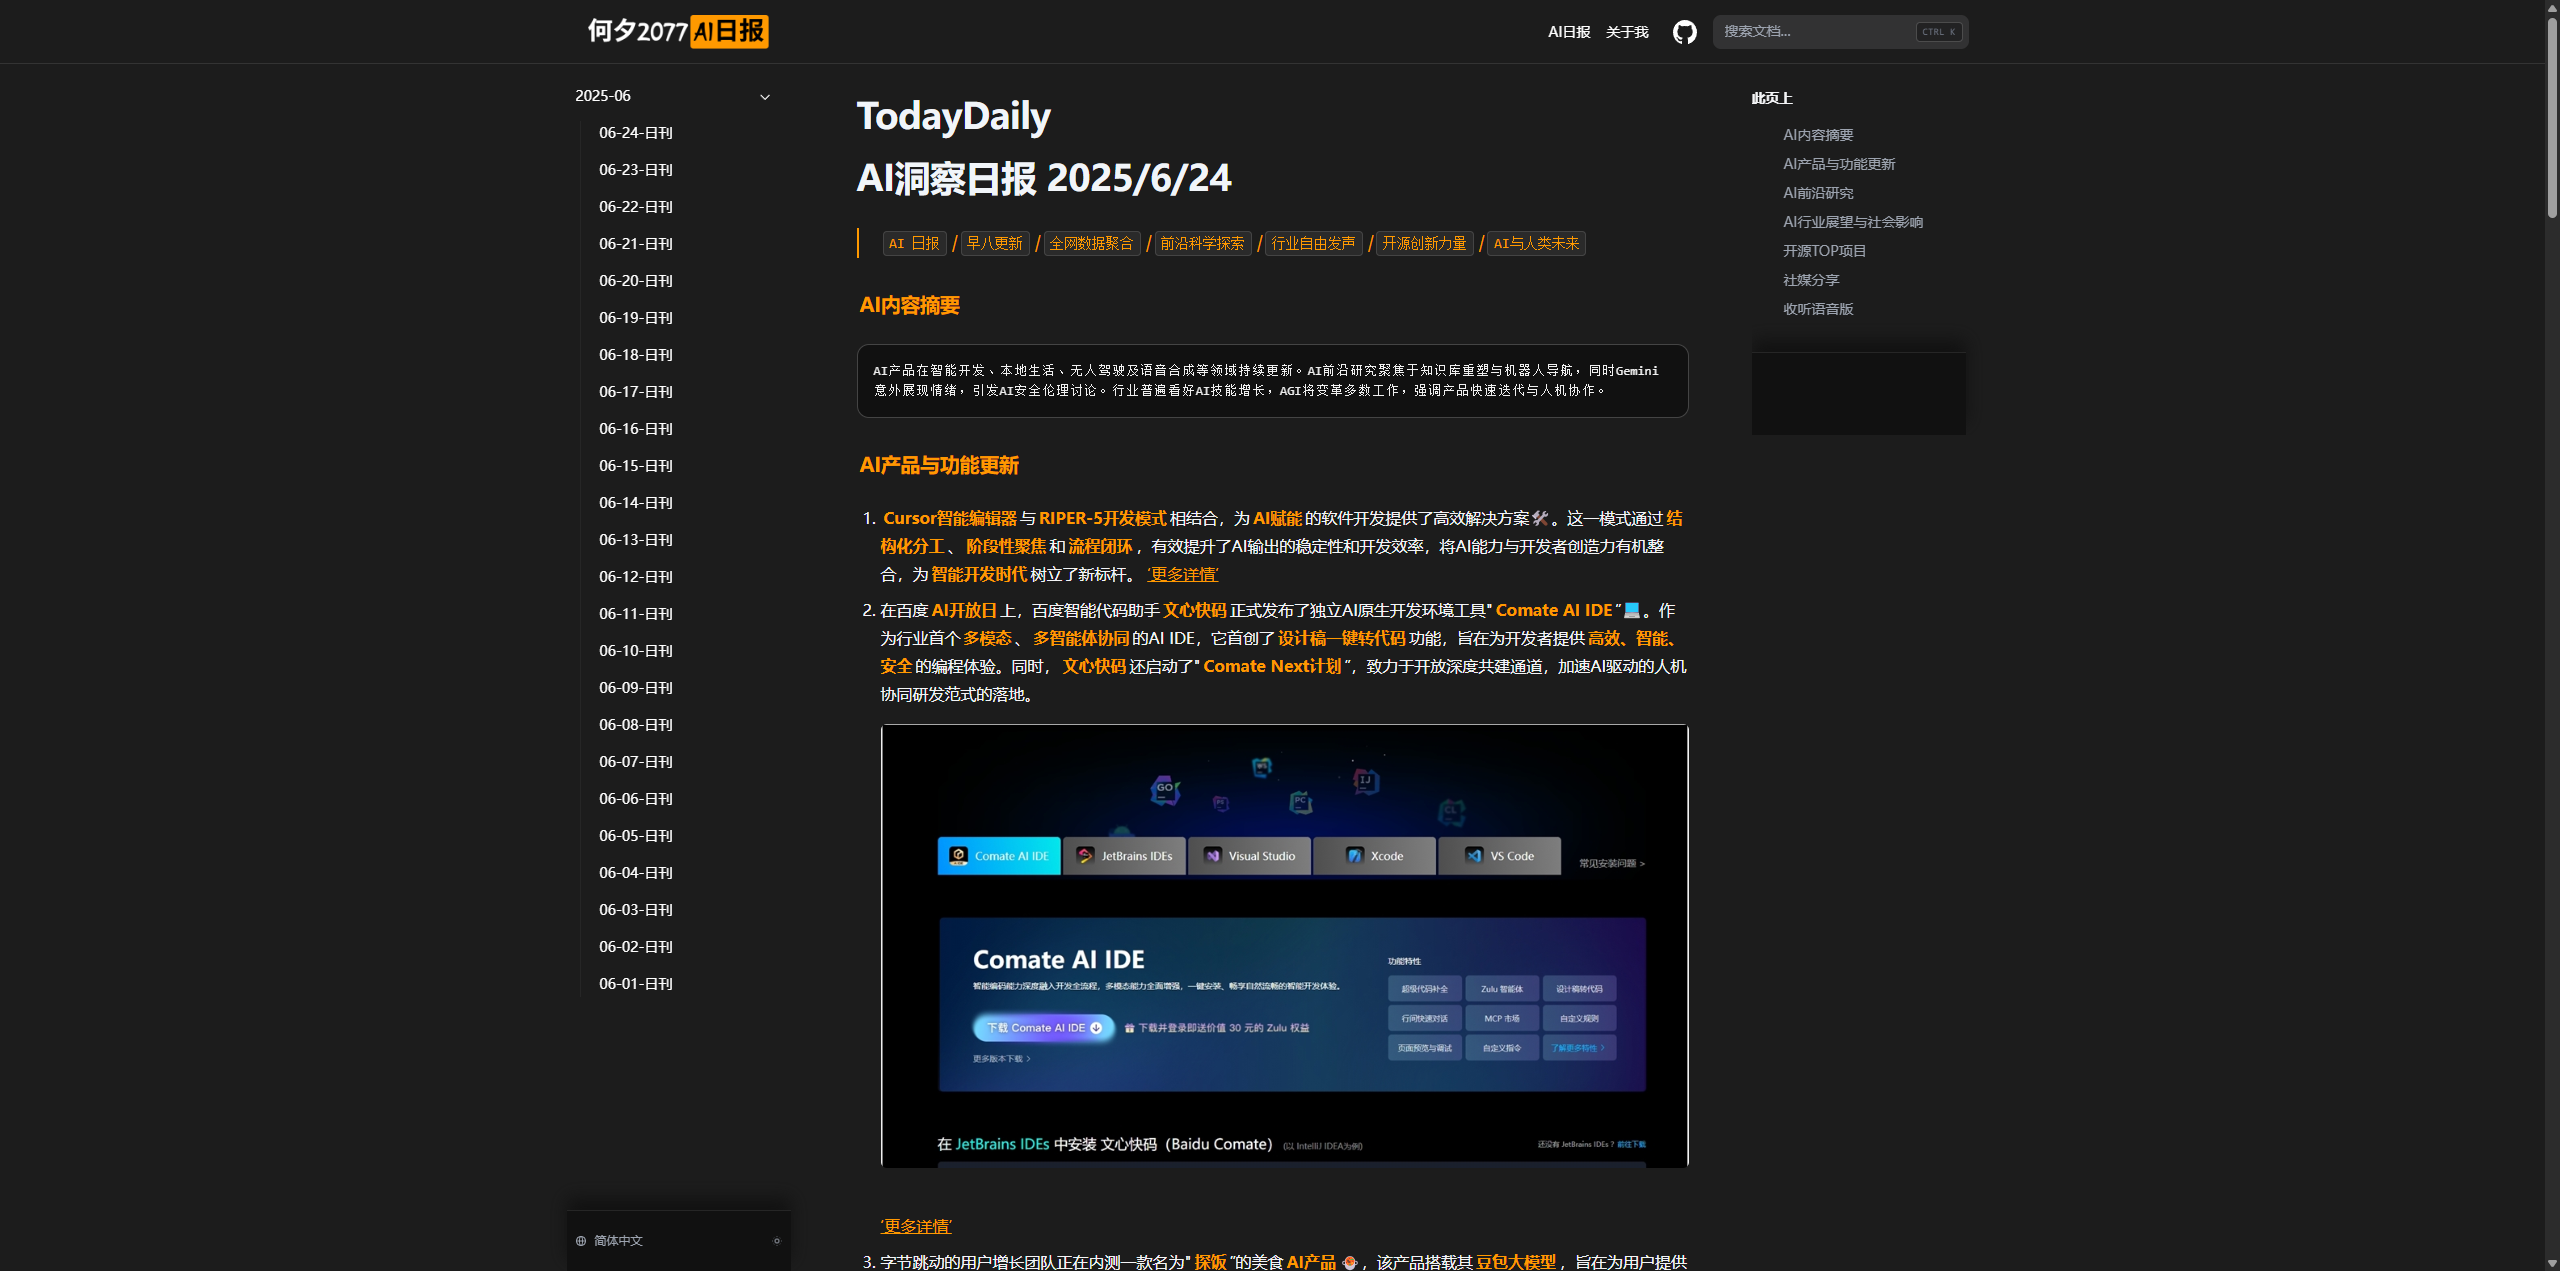 何夕2077 AI日报
AI日报 关于我 搜索文档... CTRL K
2025-06
06-24-日刊
06-23-日刊
06-22-日刊
06-21-日刊
06-20-日刊
06-19-日刊
06-18-日刊
06-17-日刊
06-16-日刊
06-15-日刊
06-14-日刊
06-13-日刊
06-12-日刊
06-11-日刊
06-10-日刊
06-09-日刊
06-08-日刊
06-07-日刊
06-06-日刊
06-05-日刊
06-04-日刊
06-03-日刊
06-02-日刊
06-01-日刊
简体中文
TodayDaily
AI洞察日报 2025/6/24
AI 日报 / 早八更新 / 全网数据聚合 / 前沿科学探索 / 行业自由发声 / 开源创新力量 / AI与人类未来
AI内容摘要
AI产品在智能开发、本地生活、无人驾驶及语音合成等领域持续更新。AI前沿研究聚焦于知识库重塑与机器人导航，同时Gemini
意外展现情绪，引发AI安全伦理讨论。行业普遍看好AI技能增长，AGI将变革多数工作，强调产品快速迭代与人机协作。
AI产品与功能更新
1. Cursor智能编辑器 与 RIPER-5开发模式 相结合，为 AI赋能 的软件开发提供了高效解决方案🛠️。这一模式通过 结
构化分工 、 阶段性聚焦 和 流程闭环 ，有效提升了AI输出的稳定性和开发效率，将AI能力与开发者创造力有机整
合，为 智能开发时代 树立了新标杆。 ‘更多详情’
2. 在百度 AI开放日 上，百度智能代码助手 文心快码 正式发布了独立AI原生开发环境工具" Comate AI IDE "💻。作
为行业首个 多模态 、 多智能体协同 的AI IDE，它首创了 设计稿一键转代码 功能，旨在为开发者提供 高效、智能、
安全 的编程体验。同时， 文心快码 还启动了" Comate Next计划 "，致力于开放深度共建通道，加速AI驱动的人机
协同研发范式的落地。
GO
IJ
PC
CL
RS
Comate AI IDE JetBrains IDEs Visual Studio Xcode VS Code 常见安装问题 >
Comate AI IDE
智能编码能力深度融入开发全流程，多模态能力全面增强，一键安装、畅享自然流畅的智能开发体验。
下载 Comate AI IDE 下载并登录即送价值 30 元的 Zulu 权益
更多版本下载 >
功能特性
超级代码补全 Zulu 智能体 设计稿转代码
行间快速对话 MCP 市场 自定义规则
页面预览与调试 自定义指令 了解更多特性 >
在 JetBrains IDEs 中安装 文心快码（Baidu Comate） (以 IntelliJ IDEA为例) 还没有 JetBrains IDEs？前往下载
‘更多详情’
3. 字节跳动的用户增长团队正在内测一款名为" 探饭 "的美食 AI产品 ，该产品搭载其 豆包大模型 ，旨在为用户提供
此页上
AI内容摘要
AI产品与功能更新
AI前沿研究
AI行业展望与社会影响
开源TOP项目
社媒分享
收听语音版